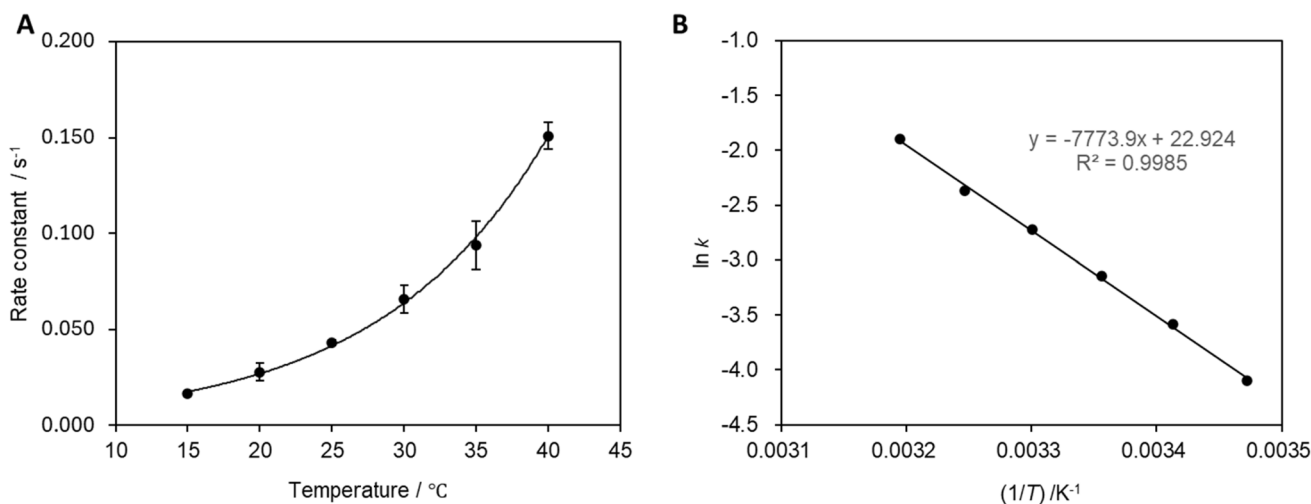 A
0.200
0.150
0.100
0.050
0.000
10 15 20 25 30 35 40 45
Rate constant / s⁻¹
Temperature / °C
B
-1.0
-1.5
-2.0
-2.5
-3.0
-3.5
-4.0
-4.5
0.0031 0.0032 0.0033 0.0034 0.0035
ln k
(1/T) /K⁻¹
y = -7773.9x + 22.924
R² = 0.9985